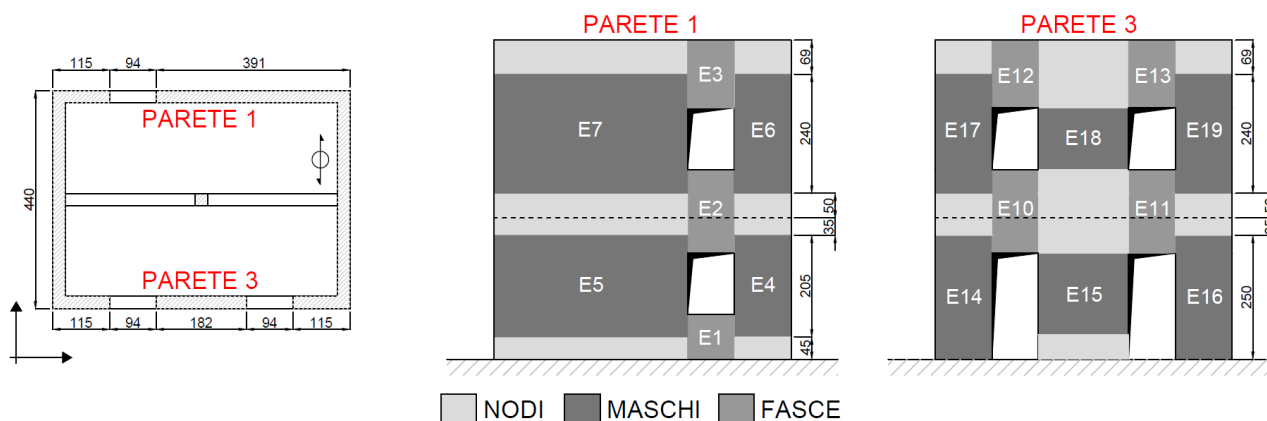 115 94 391
PARETE 1
440
PARETE 3
115 94 182 94 115
PARETE 1
E3
69
E7
E6
240
E2
50
35
E5
E4
205
E1
45
PARETE 3
E12
E13
69
E17
E18
E19
240
E10
E11
50
35
E14
E15
E16
250
NODI
MASCHI
FASCE